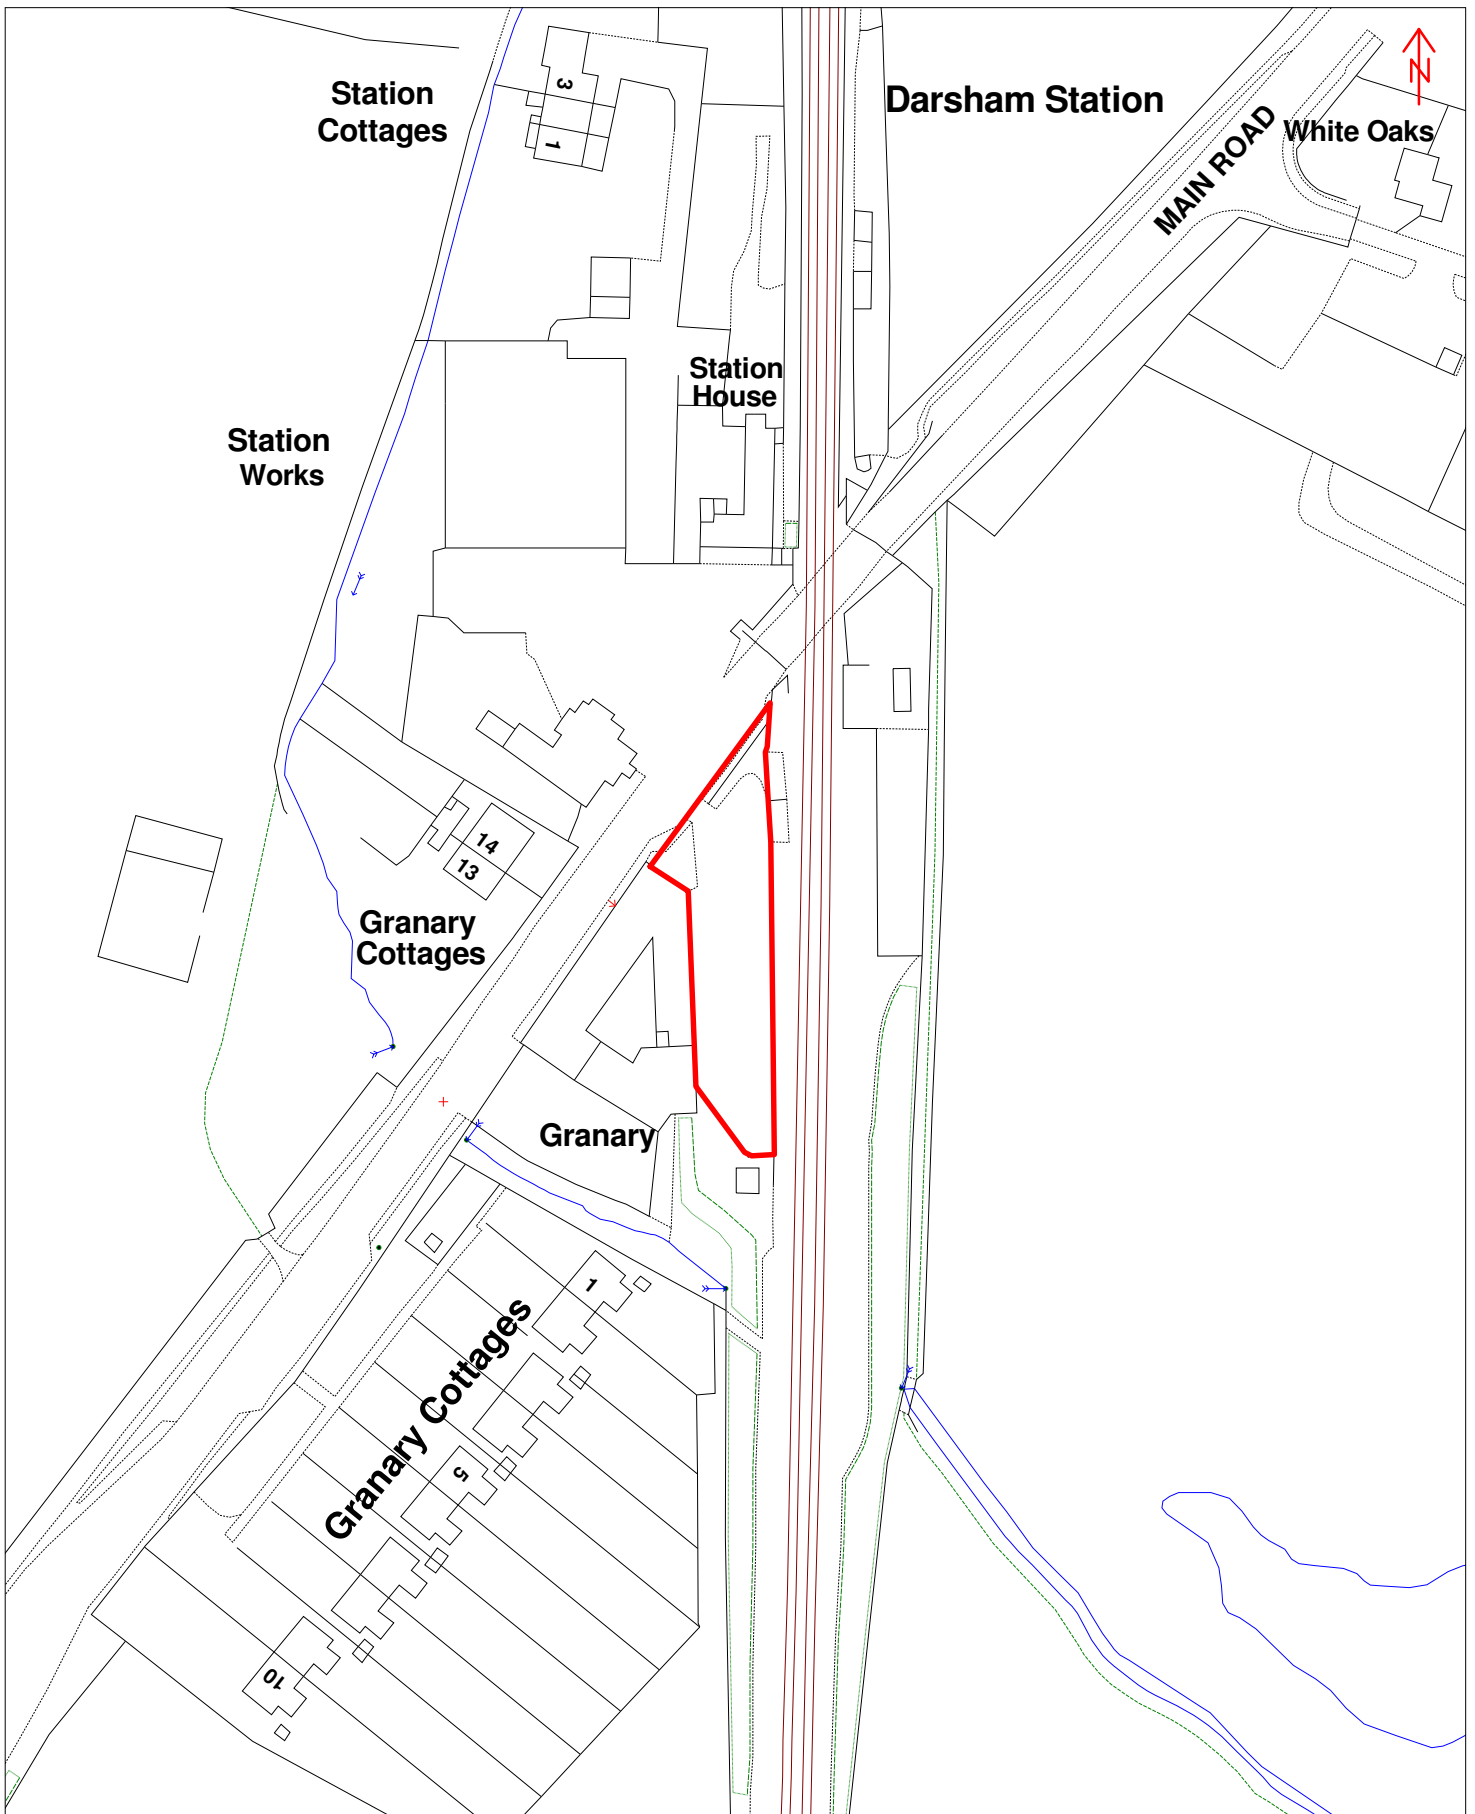 N
Darsham Station
Station
Cottages
3
1
White Oaks
MAIN ROAD
Station
House
Station
Works
14
13
Granary
Cottages
Granary
1
Granary Cottages
5
10